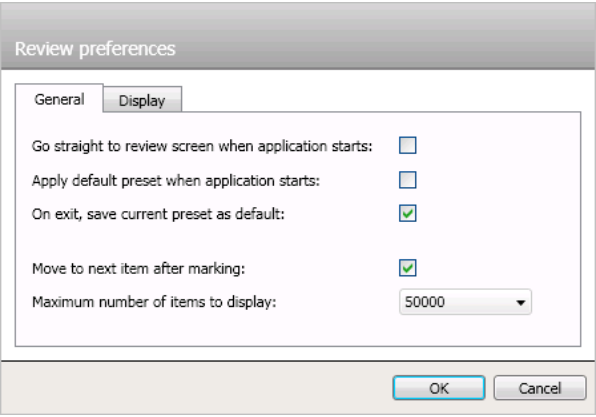 Review preferences
General Display
Go straight to review screen when application starts:
Apply default preset when application starts:
On exit, save current preset as default:
Move to next item after marking:
Maximum number of items to display: 50000
OK Cancel